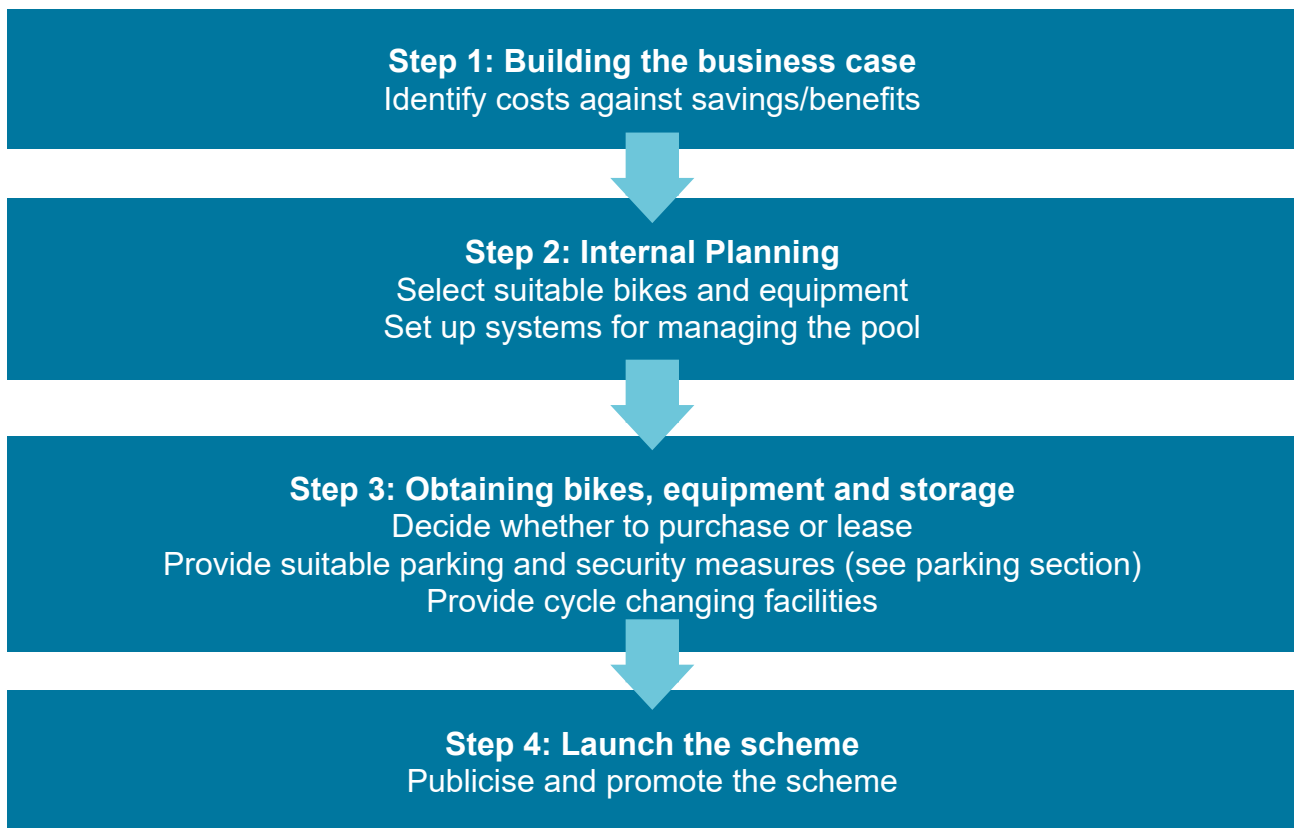 Step 1: Building the business case
Identify costs against savings/benefits
Step 2: Internal Planning
Select suitable bikes and equipment
Set up systems for managing the pool
Step 3: Obtaining bikes, equipment and storage
Decide whether to purchase or lease
Provide suitable parking and security measures (see parking section)
Provide cycle changing facilities
Step 4: Launch the scheme
Publicise and promote the scheme